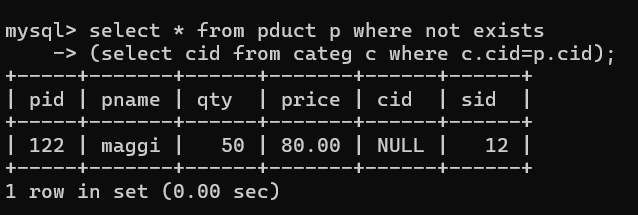 mysql> select * from pduct p where not exists
    -> (select cid from categ c where c.cid=p.cid);
+-----+-------+------+-------+------+------+
| pid | pname | qty  | price | cid  | sid  |
+-----+-------+------+-------+------+------+
| 122 | maggi |   50 | 80.00 | NULL |   12 |
+-----+-------+------+-------+------+------+
1 row in set (0.00 sec)